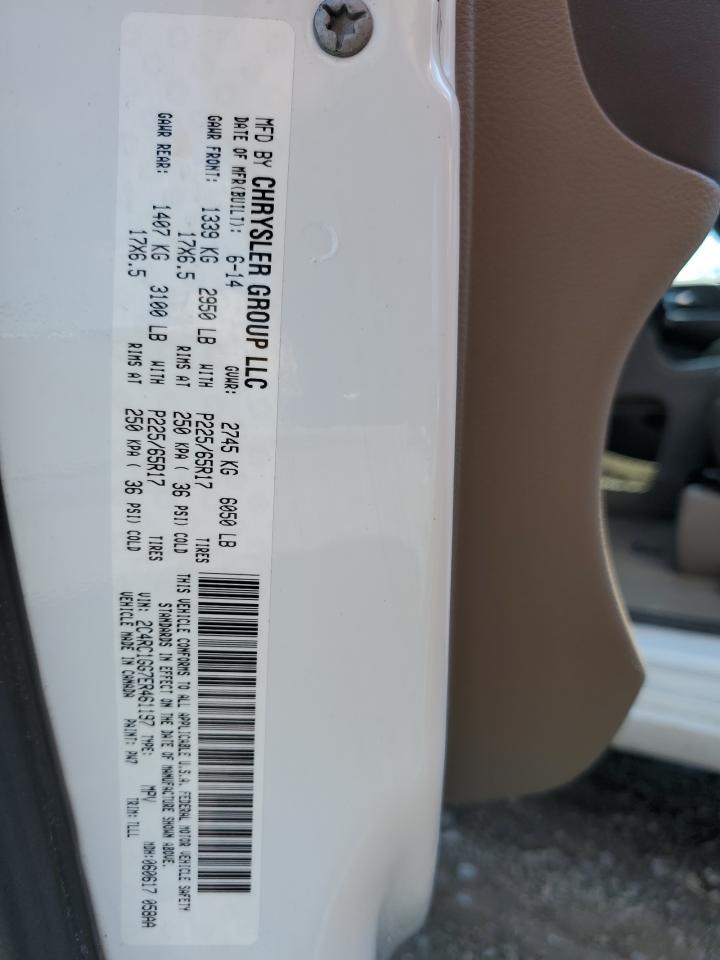 MFD BY CHRYSLER GROUP LLC
DATE OF MFR(BUILT): 6-14 GVWR: 2745 KG 6050 LB
GAWR FRONT: 1339 KG 2950 LB WITH P225/65R17 TIRES
17X6.5 RIMS AT 250 KPA ( 36 PSI) COLD
GAWR REAR: 1407 KG 3100 LB WITH P225/65R17 TIRES
17X6.5 RIMS AT 250 KPA ( 36 PSI) COLD
THIS VEHICLE CONFORMS TO ALL APPLICABLE U.S.A. FEDERAL MOTOR VEHICLE SAFETY
STANDARDS IN EFFECT ON THE DATE OF MANUFACTURE SHOWN ABOVE.
VIN: 2C4RC1GG7ER461197 TYPE: MPV MDH:060617 058AA
VEHICLE MADE IN CANADA PAINT: PW7 TRIM:TLLL